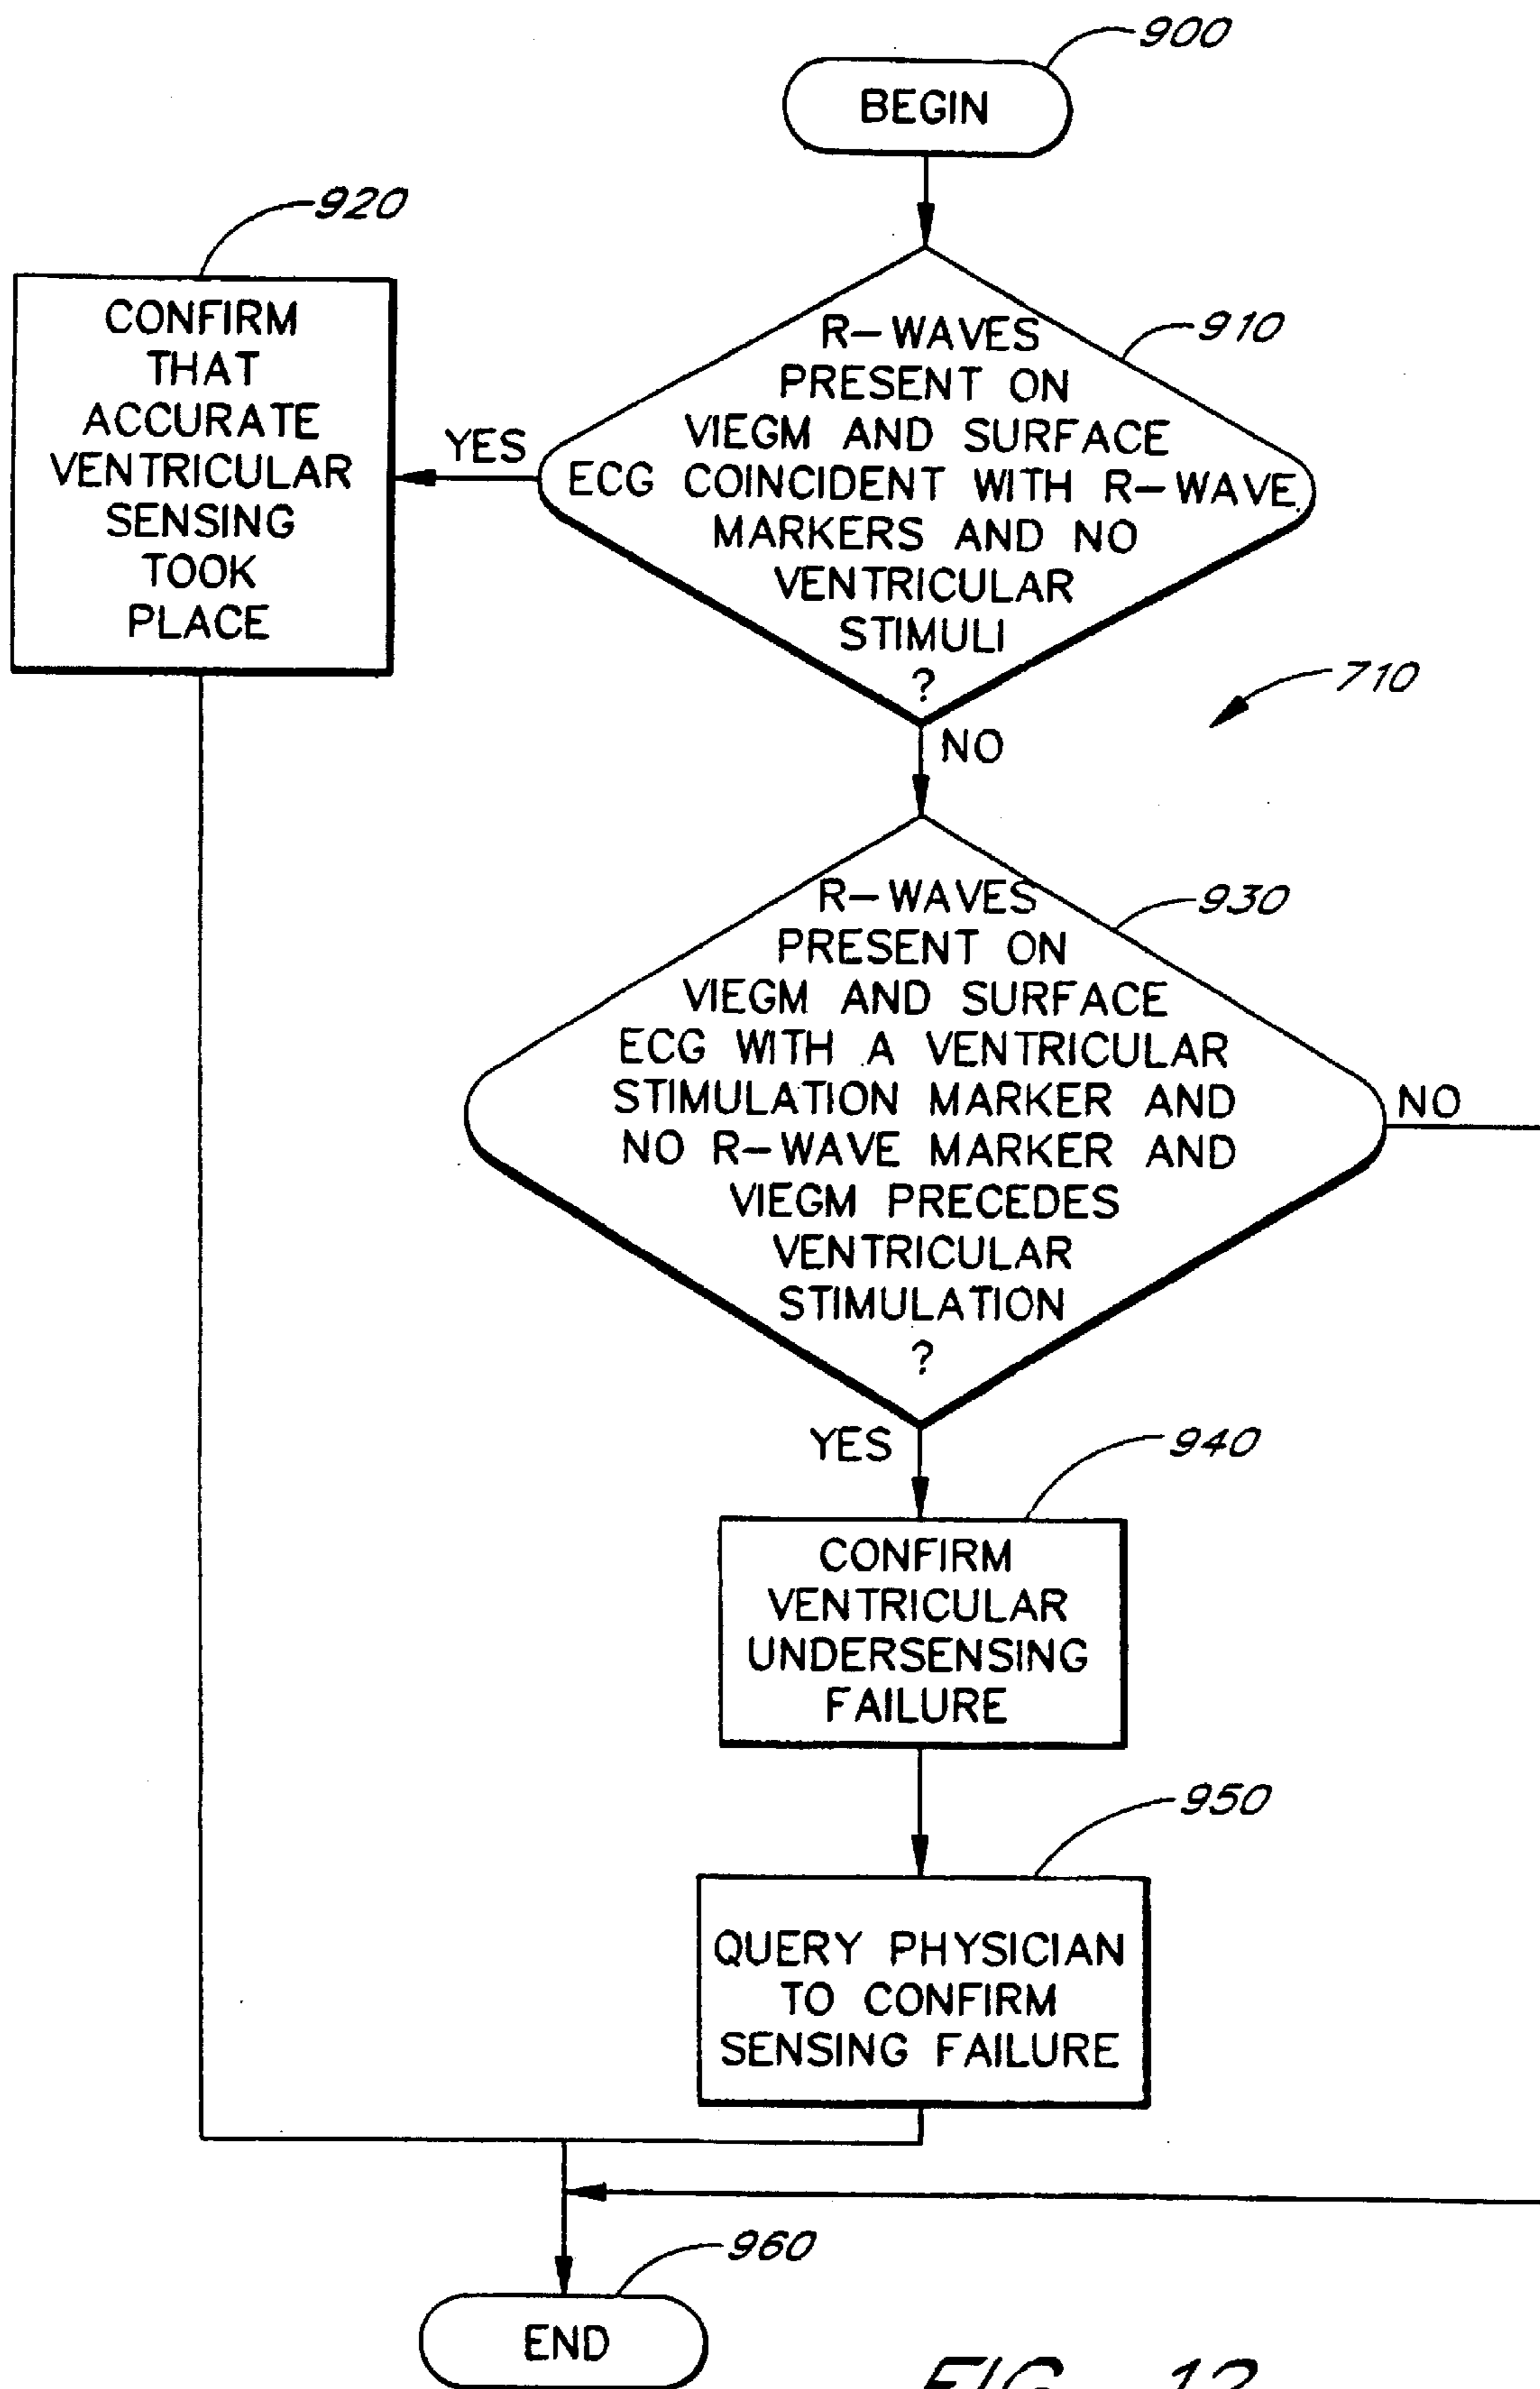 900
BEGIN
920
CONFIRM
THAT
ACCURATE
VENTRICULAR
SENSING
TOOK
PLACE
YES
R-WAVES
PRESENT ON
VIEGM AND SURFACE
ECG COINCIDENT WITH R-WAVE
MARKERS AND NO
VENTRICULAR
STIMULI
?
910
710
NO
R-WAVES
PRESENT ON
VIEGM AND SURFACE
ECG WITH A VENTRICULAR
STIMULATION MARKER AND
NO R-WAVE MARKER AND
VIEGM PRECEDES
VENTRICULAR
STIMULATION
?
930
NO
YES
940
CONFIRM
VENTRICULAR
UNDERSENSING
FAILURE
950
QUERY PHYSICIAN
TO CONFIRM
SENSING FAILURE
960
END
FIG. 12